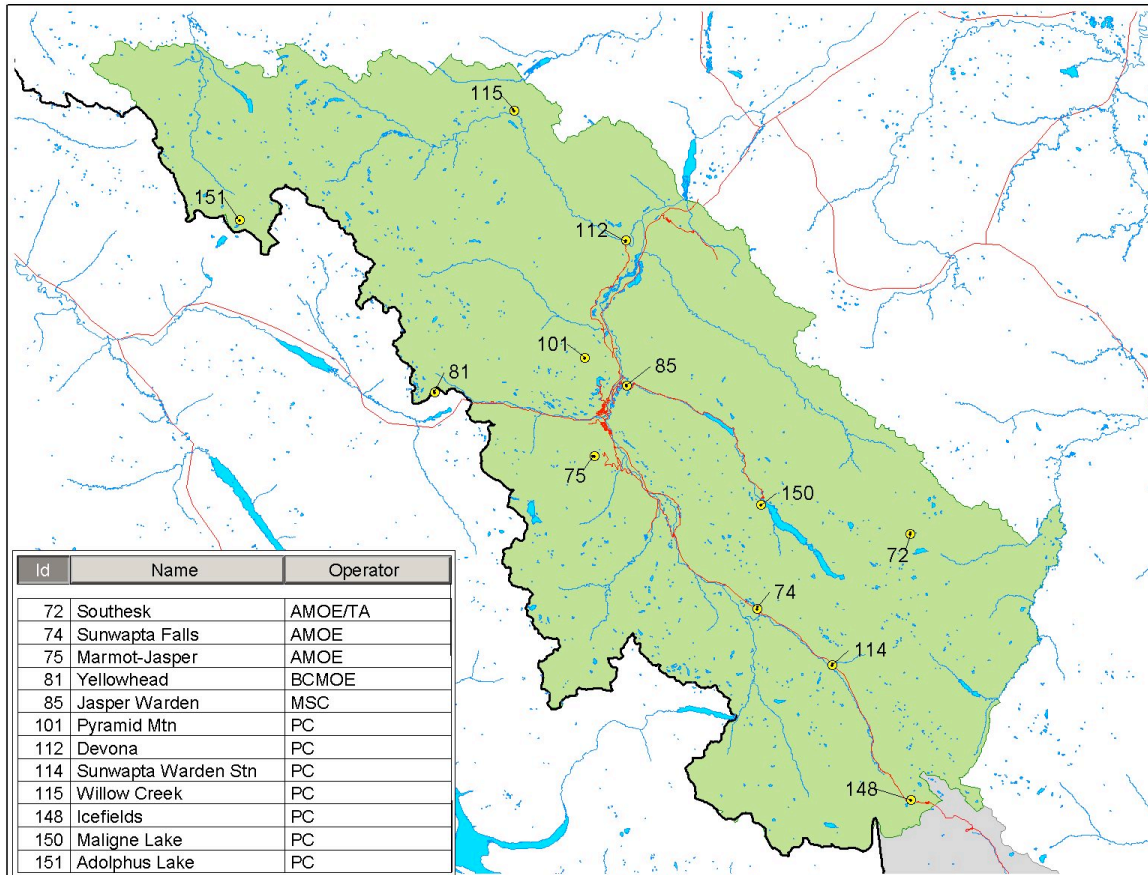 115
151
112
101
85
81
75
150
72
74
114
148
Id Name Operator
72 Southesk AMOE/TA
74 Sunwapta Falls AMOE
75 Marmot-Jasper AMOE
81 Yellowhead BCMOE
85 Jasper Warden MSC
101 Pyramid Mtn PC
112 Devona PC
114 Sunwapta Warden Stn PC
115 Willow Creek PC
148 Icefields PC
150 Maligne Lake PC
151 Adolphus Lake PC